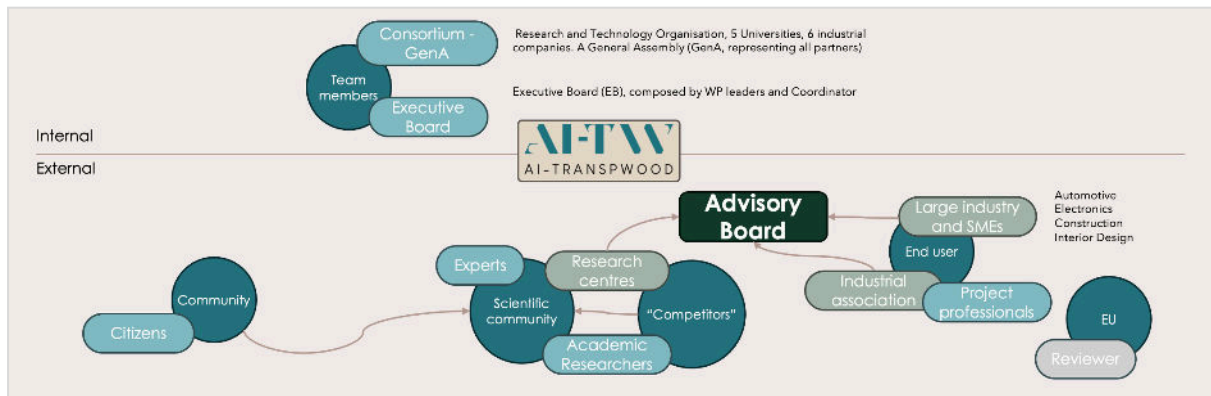 Consortium -
GenA
Research and Technology Organisation, 5 Universities, 6 industrial
companies. A General Assembly (GenA, representing all partners)
Team
members
Executive Board (EB), composed by WP leaders and Coordinator
Executive
Board
Internal
AI-TW
AI-TRANSPWOOD
External
Advisory
Board
Large industry
and SMEs
Automotive
Electronics
Construction
Interior Design
End user
Experts
Research
centres
Industrial
association
Project
professionals
Community
Citizens
Scientific
community
"Competitors"
Academic
Researchers
EU
Reviewer